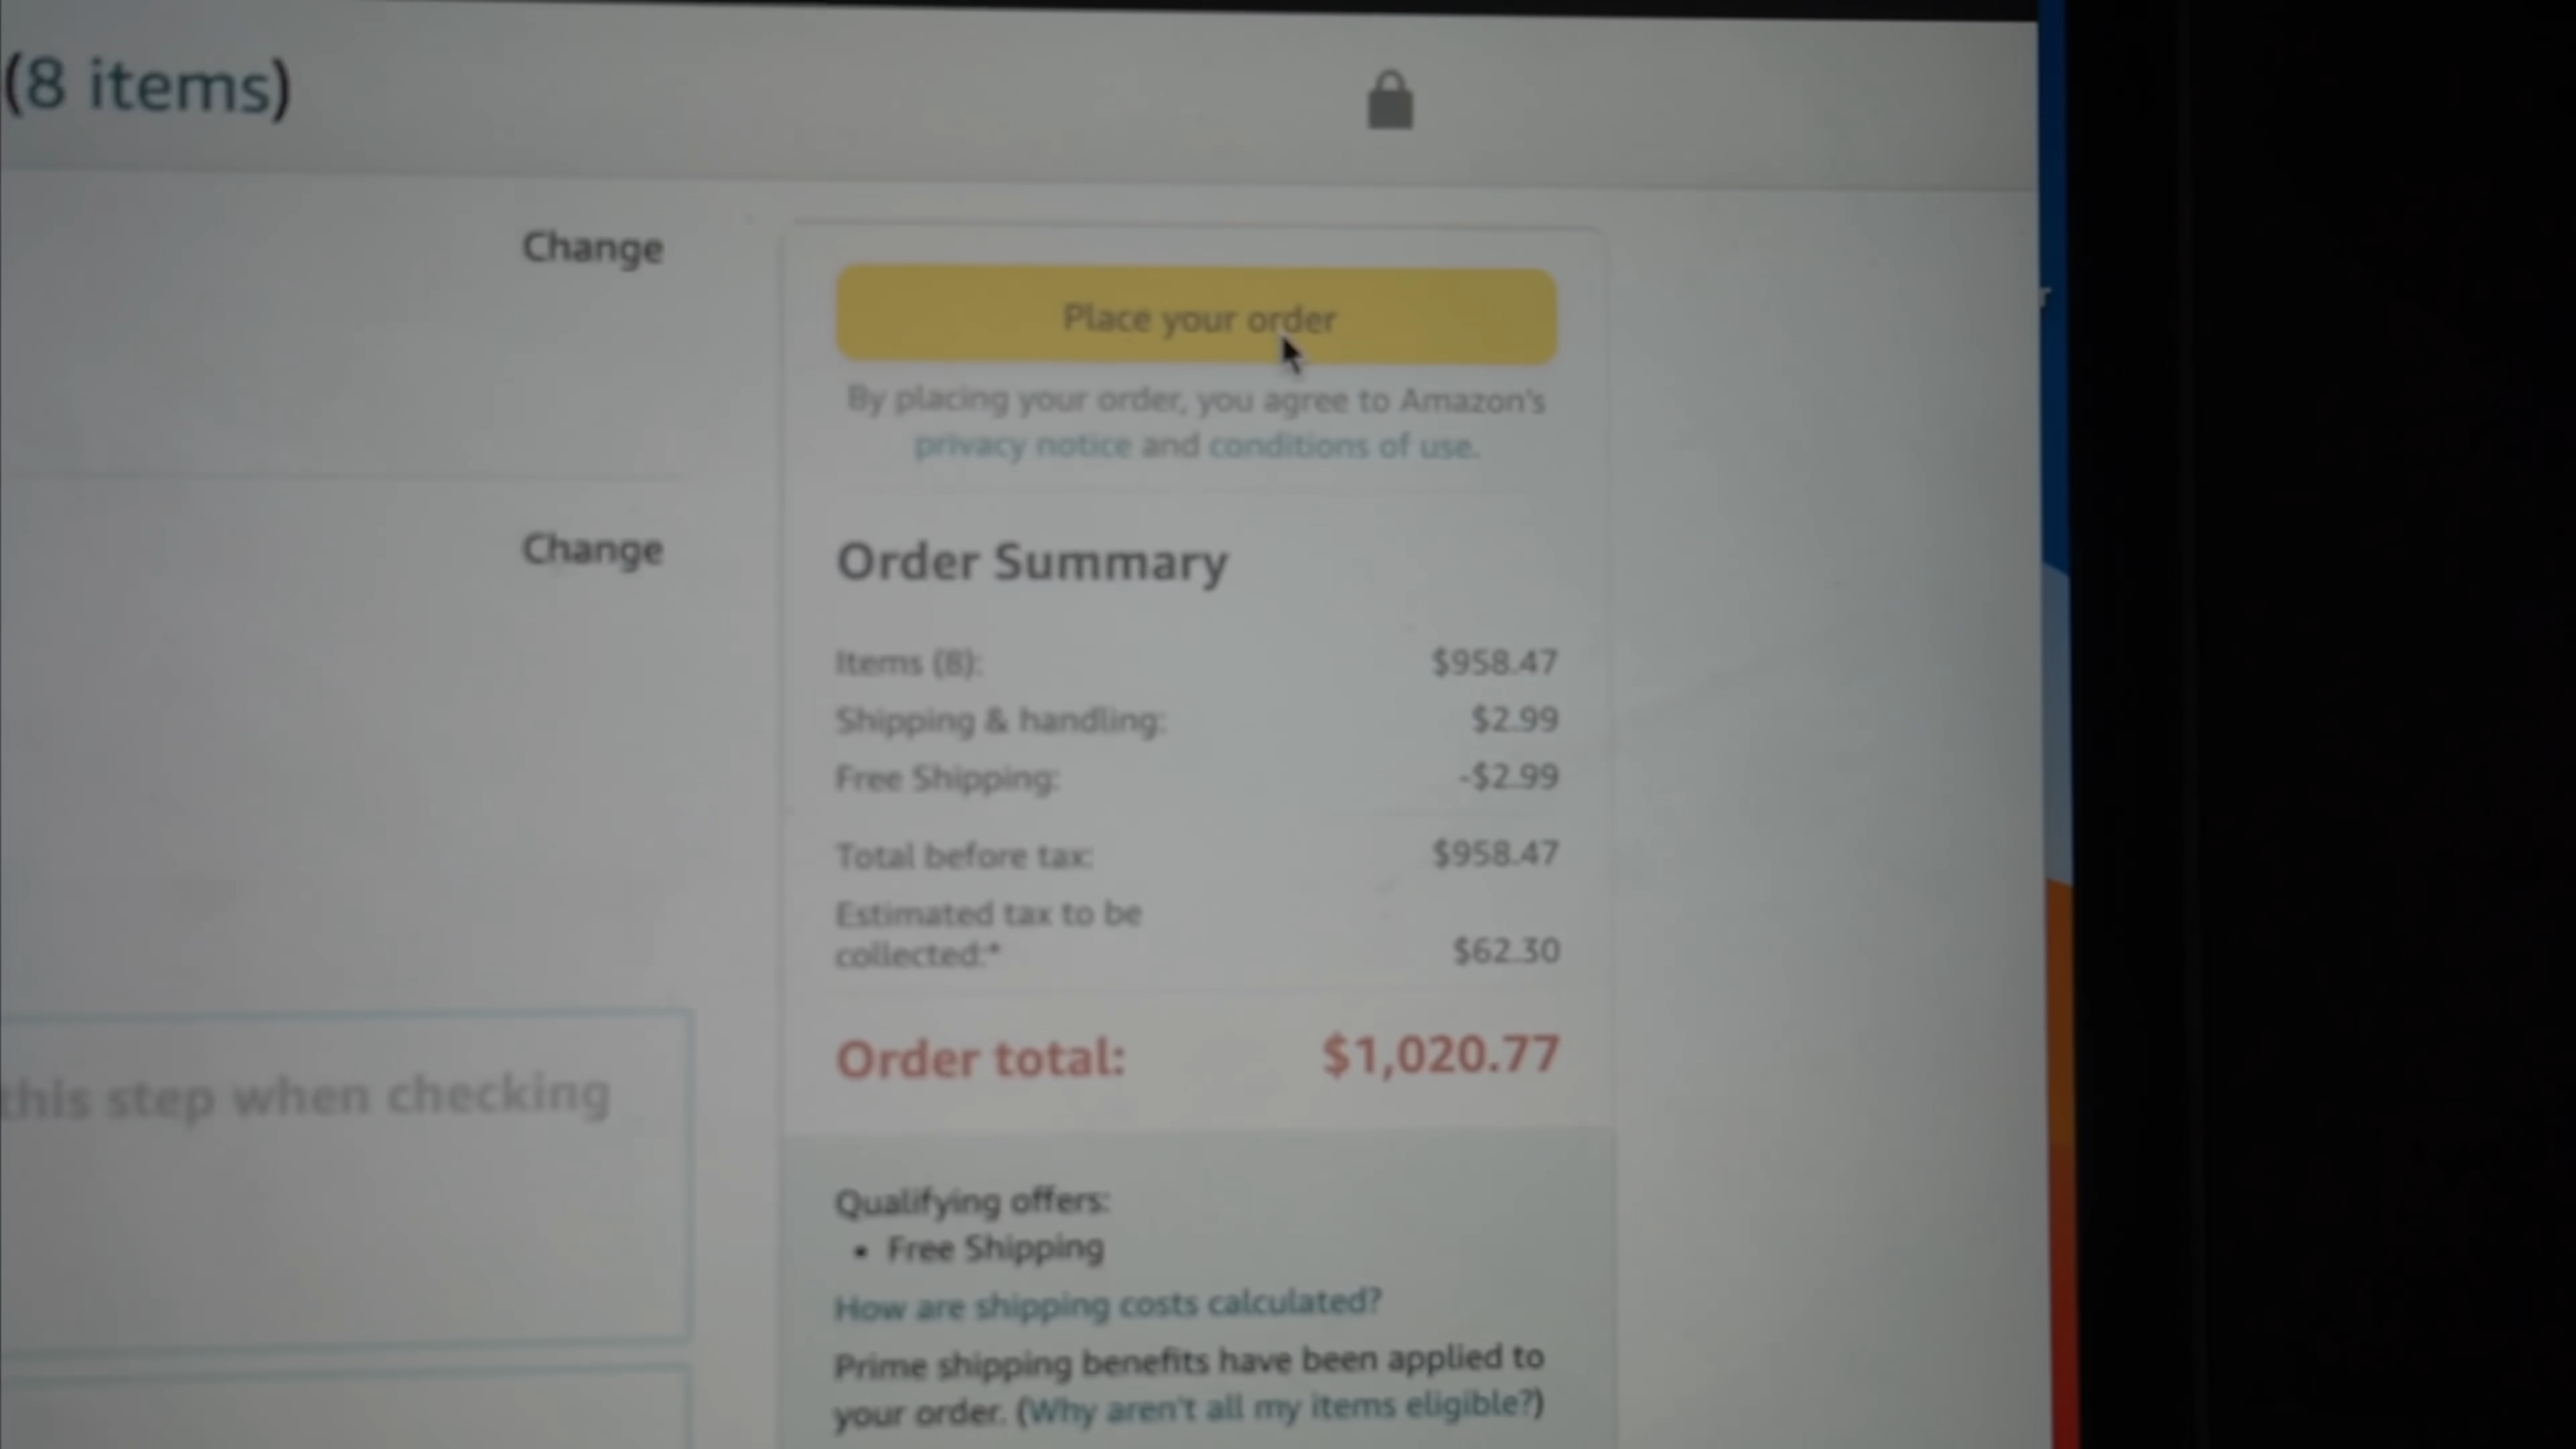 (8 items)
Change
Place your order
By placing your order, you agree to Amazon's
privacy notice and conditions of use.
Change
Order Summary
Items (8): $958.47
Shipping & handling: $2.99
Free Shipping: -$2.99
Total before tax: $958.47
Estimated tax to be
collected:* $62.30
Order total: $1,020.77
this step when checking
Qualifying offers:
• Free Shipping
How are shipping costs calculated?
Prime shipping benefits have been applied to
your order. (Why aren't all my items eligible?)